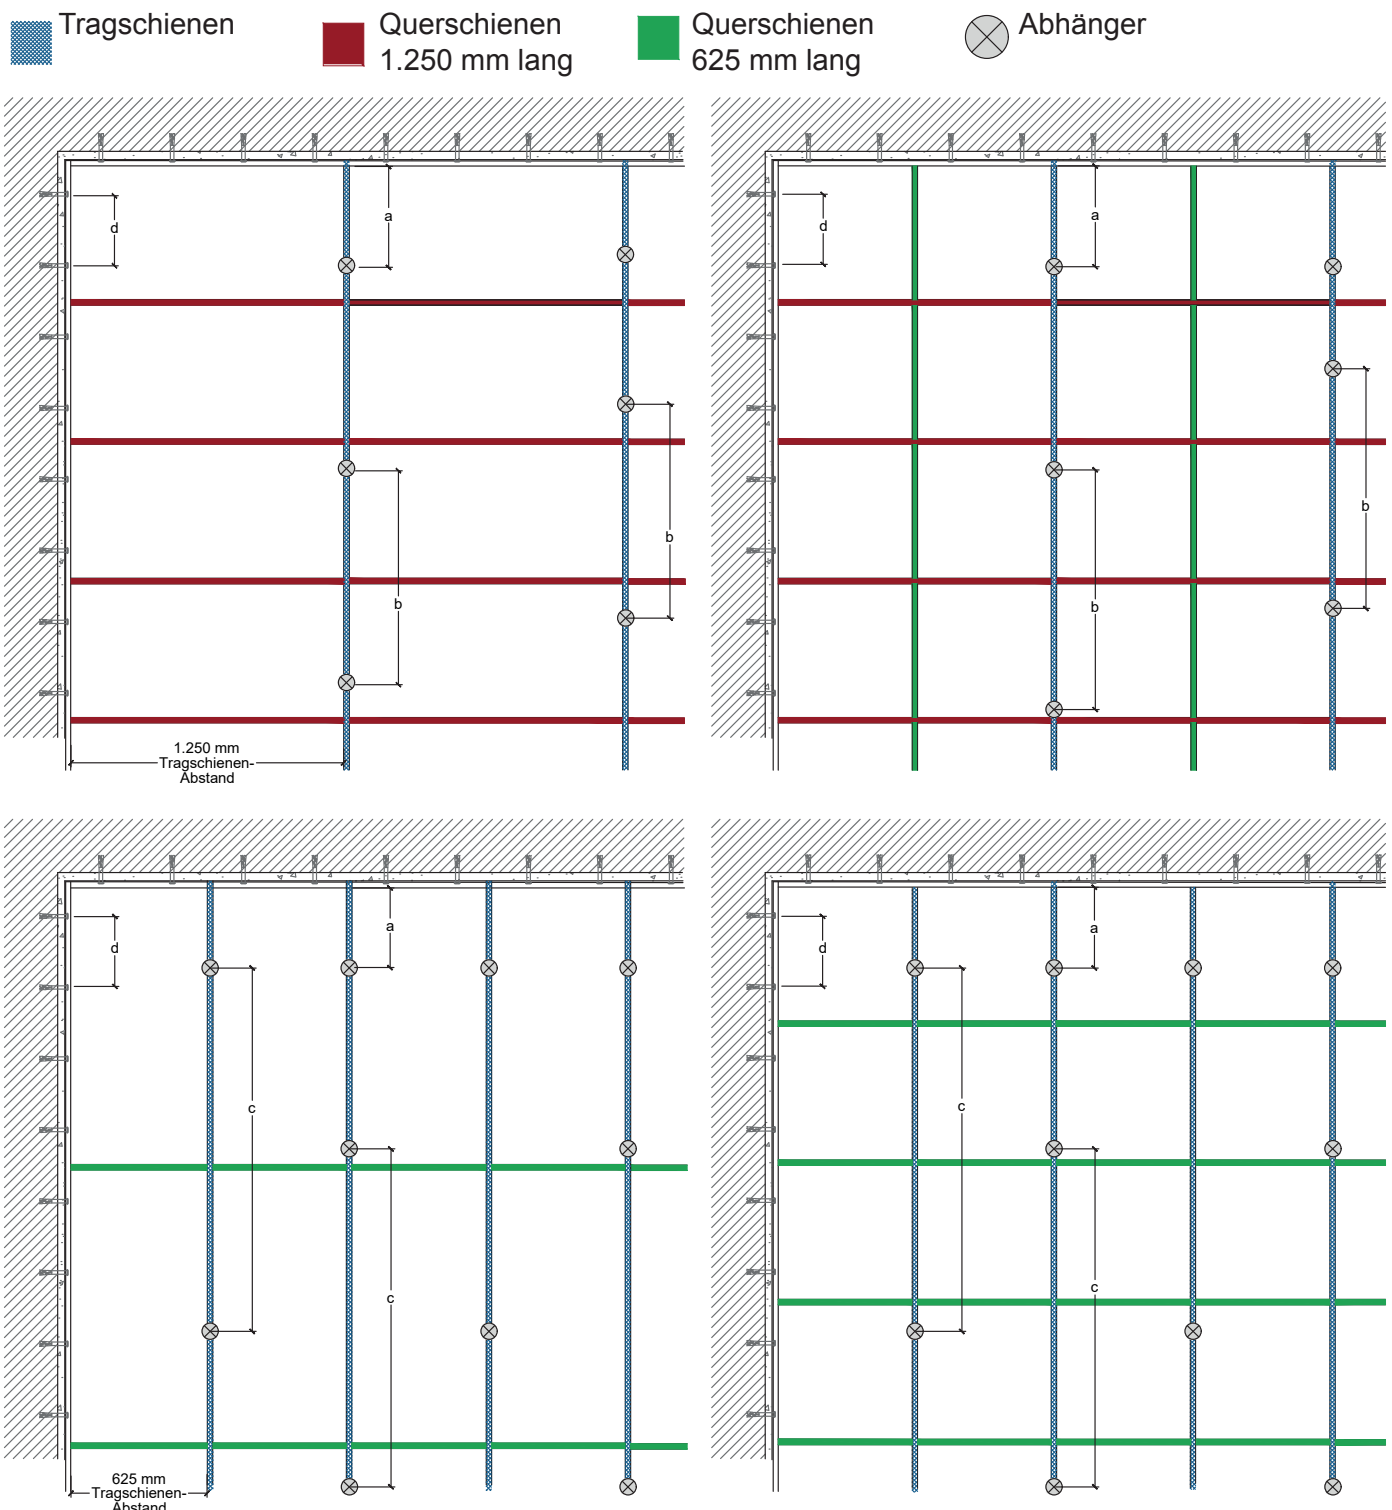 Tragschienen
Querschienen
1.250 mm lang
Querschienen
625 mm lang
Abhänger
a
d
b
b
1.250 mm
Tragschienen-
Abstand
a
d
b
b
a
d
c
c
625 mm
Tragschienen-
Abstand
a
d
c
c